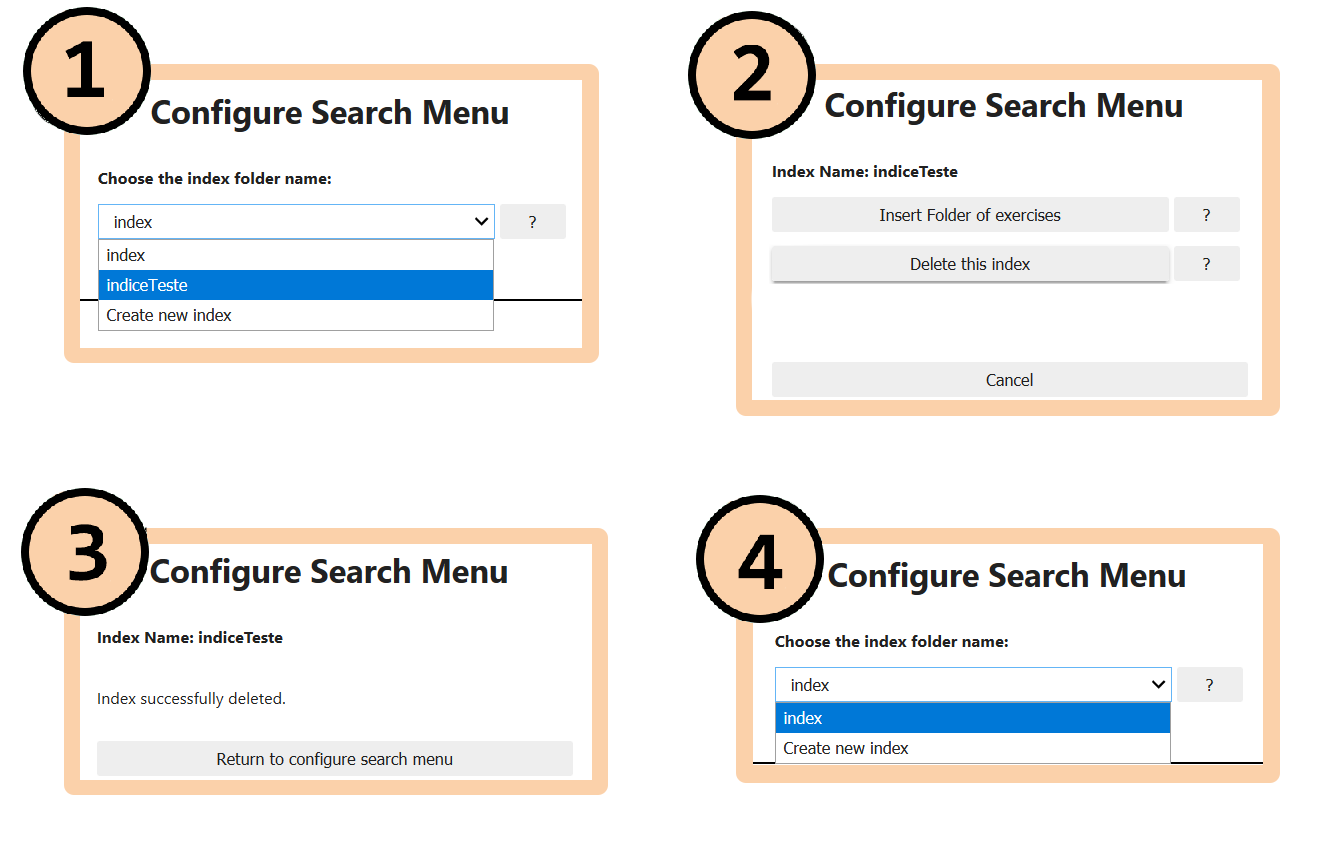 1
Configure Search Menu
Choose the index folder name:
index ?
index
indiceTeste
Create new index
2
Configure Search Menu
Index Name: indiceTeste
Insert Folder of exercises ?
Delete this index ?
Cancel
3
Configure Search Menu
Index Name: indiceTeste
Index successfully deleted.
Return to configure search menu
4
Configure Search Menu
Choose the index folder name:
index ?
index
Create new index